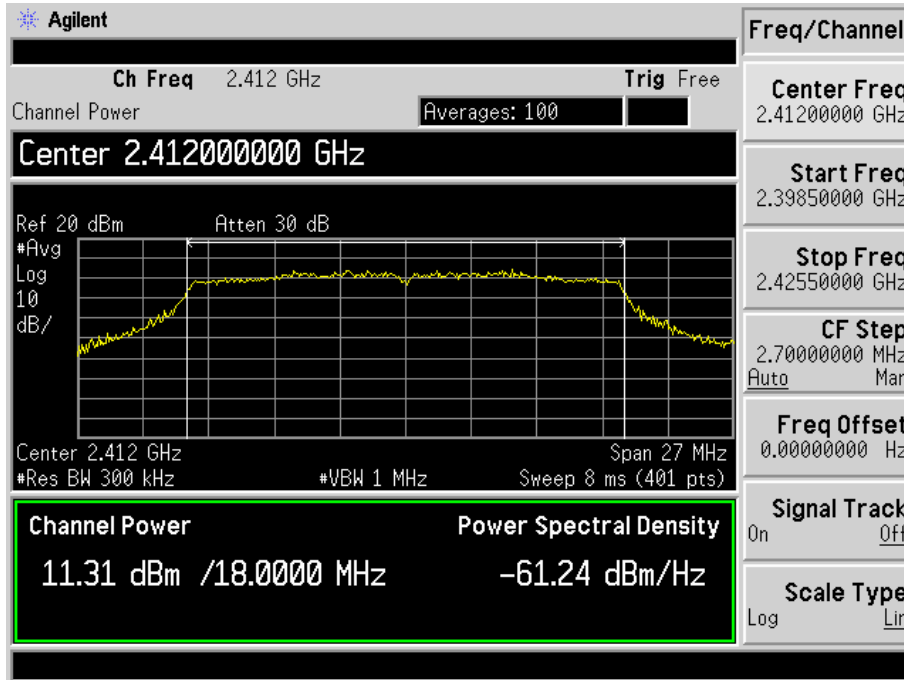 Agilent
Freq/Channel
Ch Freq 2.412 GHz Trig Free
Channel Power Averages: 100
Center 2.412000000 GHz
Ref 20 dBm Atten 30 dB
#Avg
Log
10
dB/
Center 2.412 GHz Span 27 MHz
#Res BW 300 kHz #VBW 1 MHz Sweep 8 ms (401 pts)
Channel Power Power Spectral Density
11.31 dBm /18.0000 MHz -61.24 dBm/Hz
Center Freq
2.41200000 GHz
Start Freq
2.39850000 GHz
Stop Freq
2.42550000 GHz
CF Step
2.70000000 MHz
Auto Man
Freq Offset
0.00000000 Hz
Signal Track
On Off
Scale Type
Log Lin